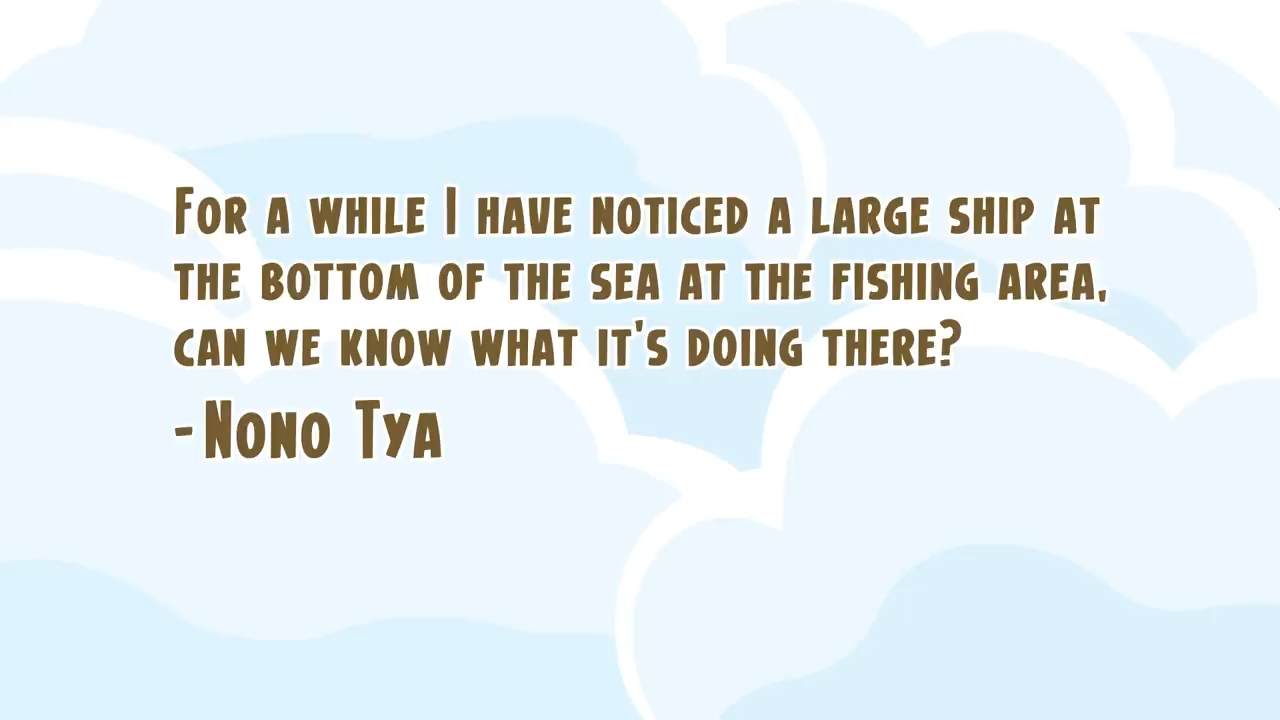 For a while I have noticed a large ship at
the bottom of the sea at the fishing area,
can we know what it's doing there?
-Nono Tya